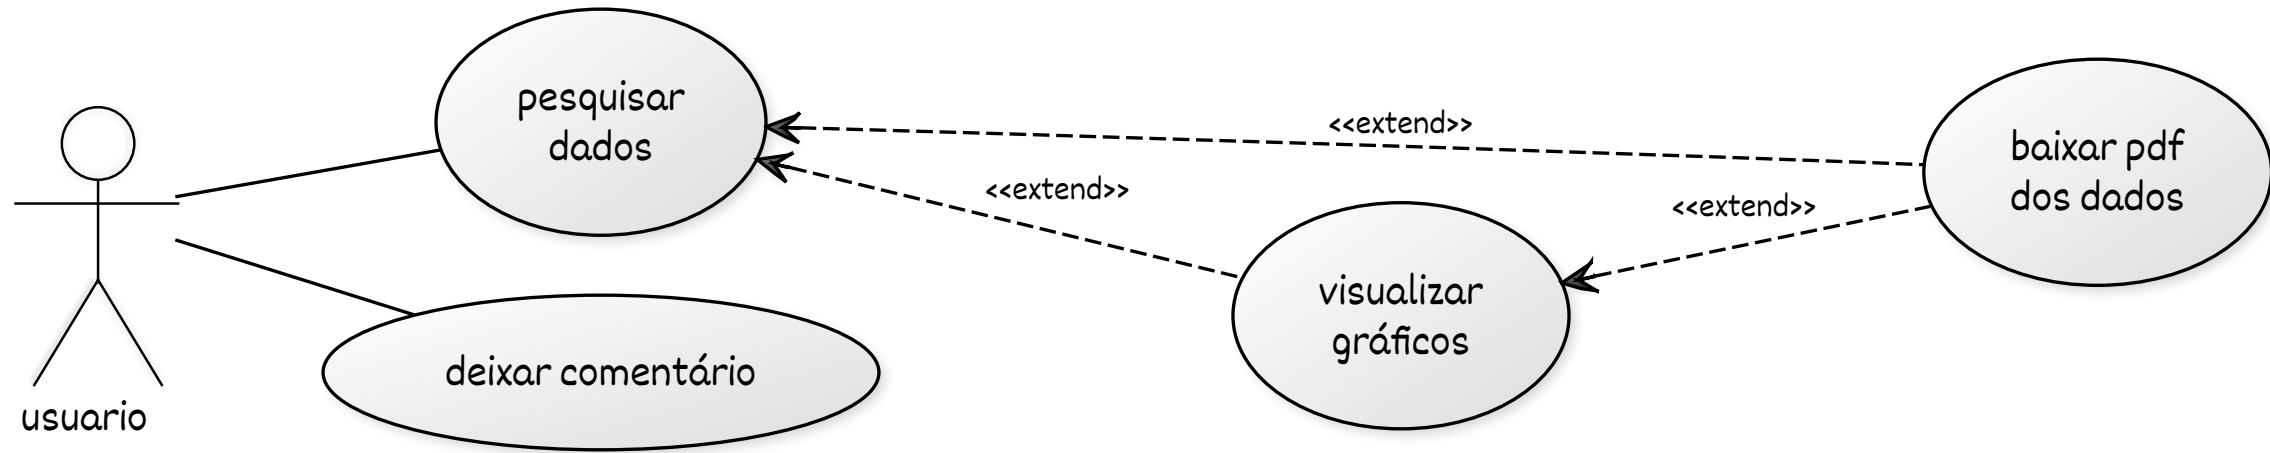 pesquisar
dados
<<extend>>
baixar pdf
dos dados
<<extend>>
<<extend>>
visualizar
gráficos
deixar comentário
usuario